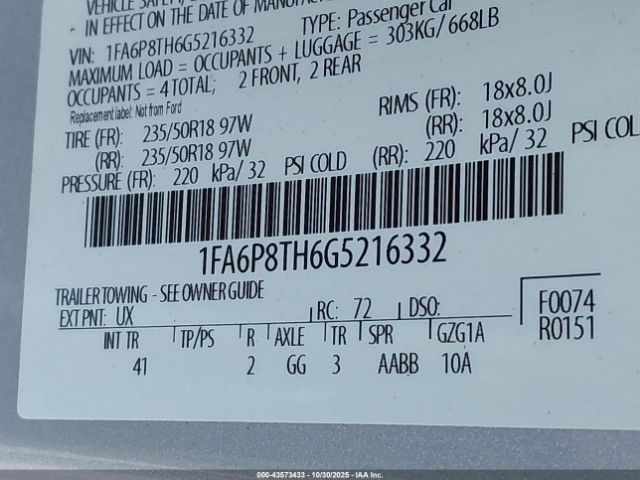 VEHICLE SAFETY,
- IN EFFECT ON THE DATE OF MANUFACTURE
VIN: 1FA6P8TH6G5216332 TYPE: Passenger Car
MAXIMUM LOAD = OCCUPANTS + LUGGAGE = 303KG/ 668LB
OCCUPANTS = 4 TOTAL; 2 FRONT, 2 REAR
Replacement label: Not from Ford
TIRE (FR): 235/50R18 97W RIMS (FR): 18x8.0J
(RR): 235/50R18 97W (RR): 18x8.0J
PRESSURE (FR): 220 kPa/ 32 PSI COLD (RR): 220 kPa/ 32 PSI COLD
1FA6P8TH6G5216332
TRAILER TOWING - SEE OWNER GUIDE
EXT PNT: UX RC: 72 DSO: F0074
INT TR TP/PS R AXLE TR SPR GZG1A R0151
41 2 GG 3 AABB 10A
000-43573433 - 10/30/2025 - IAA Inc.